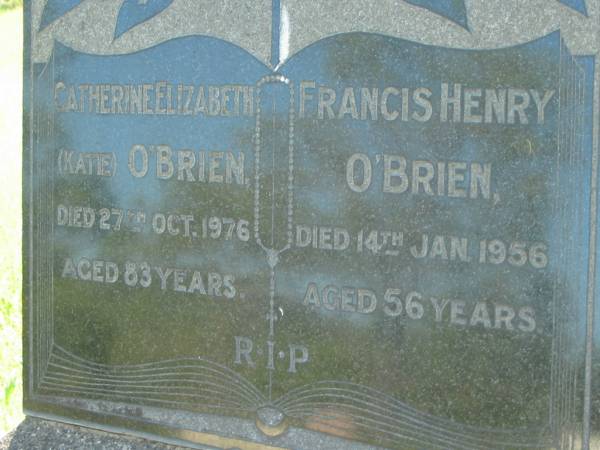 CATHERINE ELIZABETH
(KATIE) O'BRIEN,
DIED 27TH OCT. 1976
AGED 83 YEARS.
FRANCIS HENRY
O'BRIEN,
DIED 14TH JAN. 1956
AGED 56 YEARS.
R·I·P